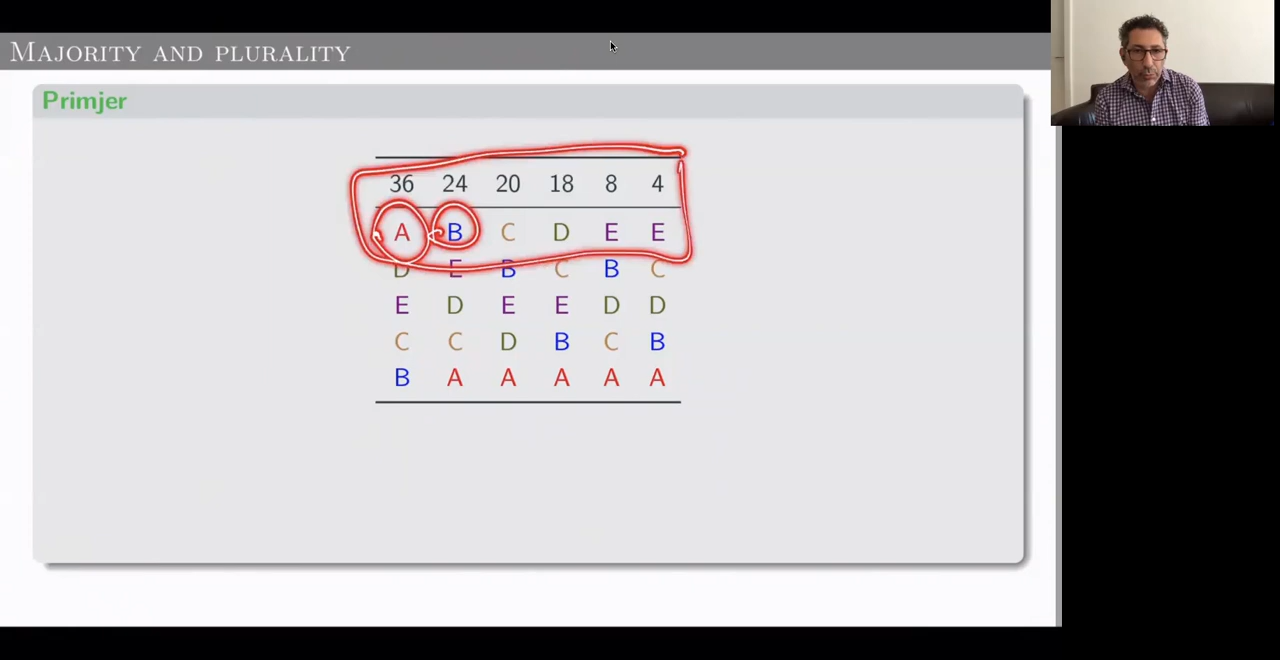 Majority and plurality
Primjer
36 24 20 18 8 4
A B C D E E
D E B C B C
E D E E D D
C C D B C B
B A A A A A